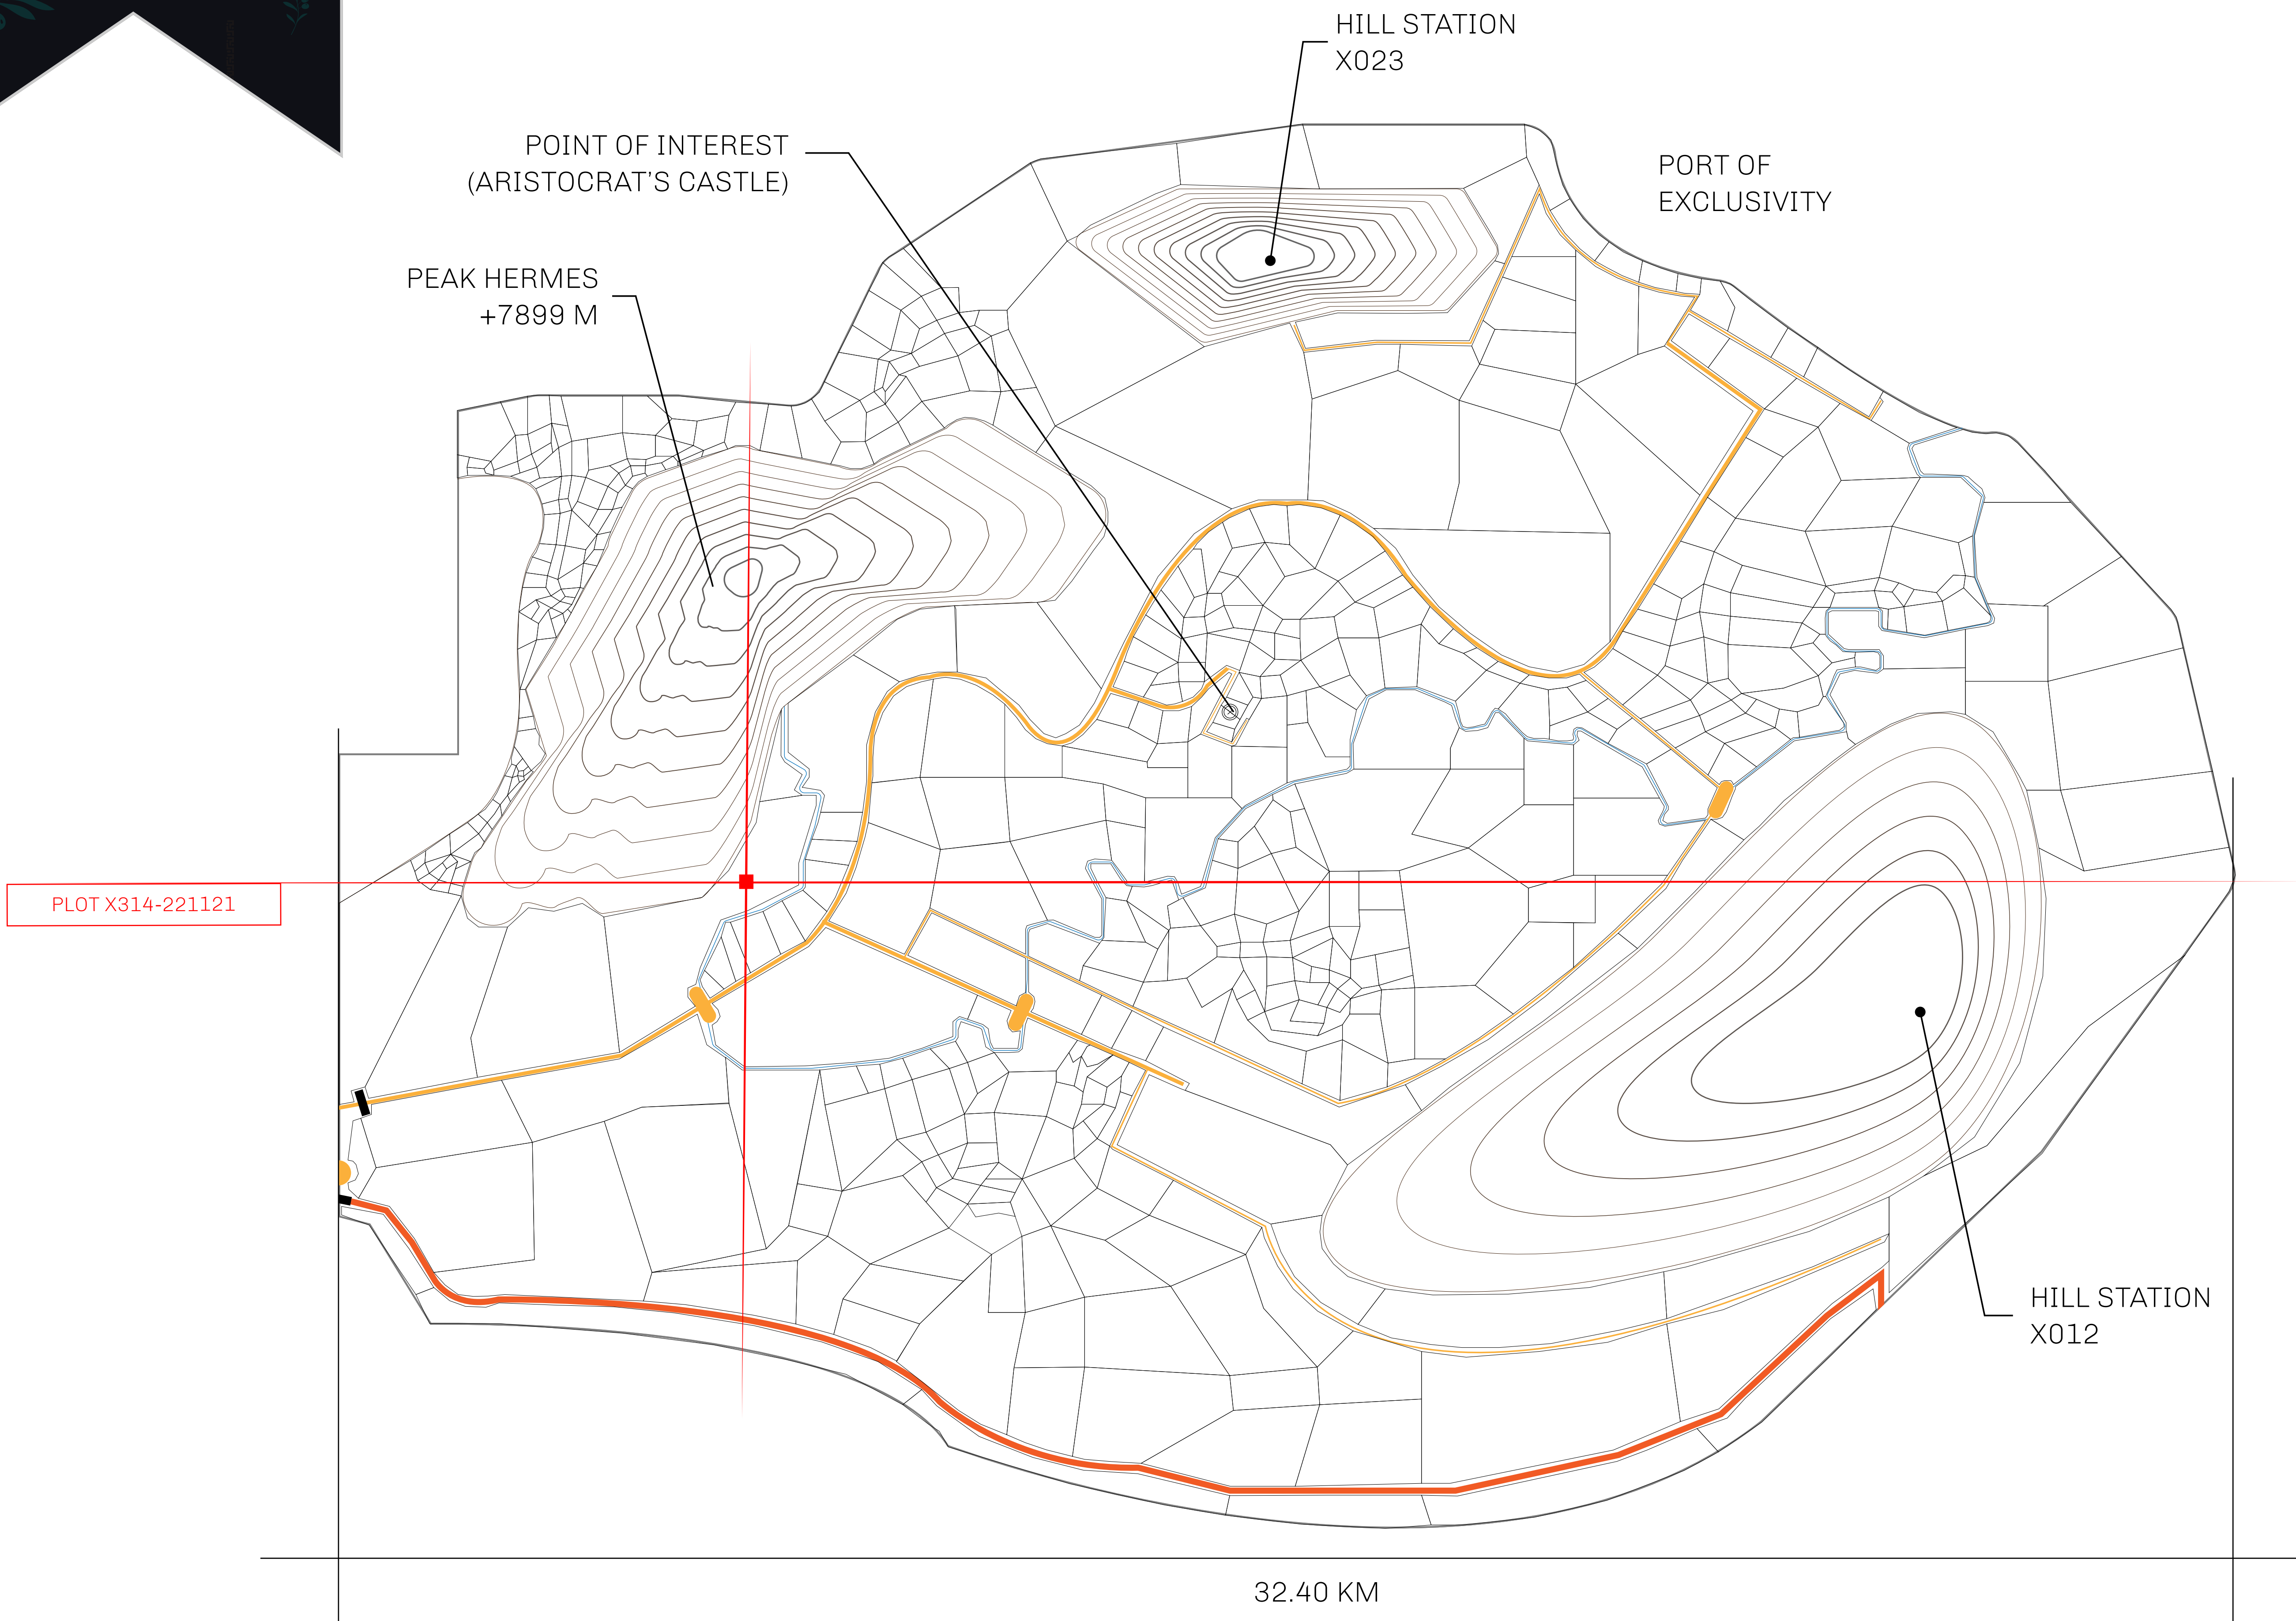 HILL STATION
X023
POINT OF INTEREST
(ARISTOCRAT'S CASTLE)
PORT OF
EXCLUSIVITY
PEAK HERMES
+7899 M
PLOT X314-221121
HILL STATION
X012
32.40 KM